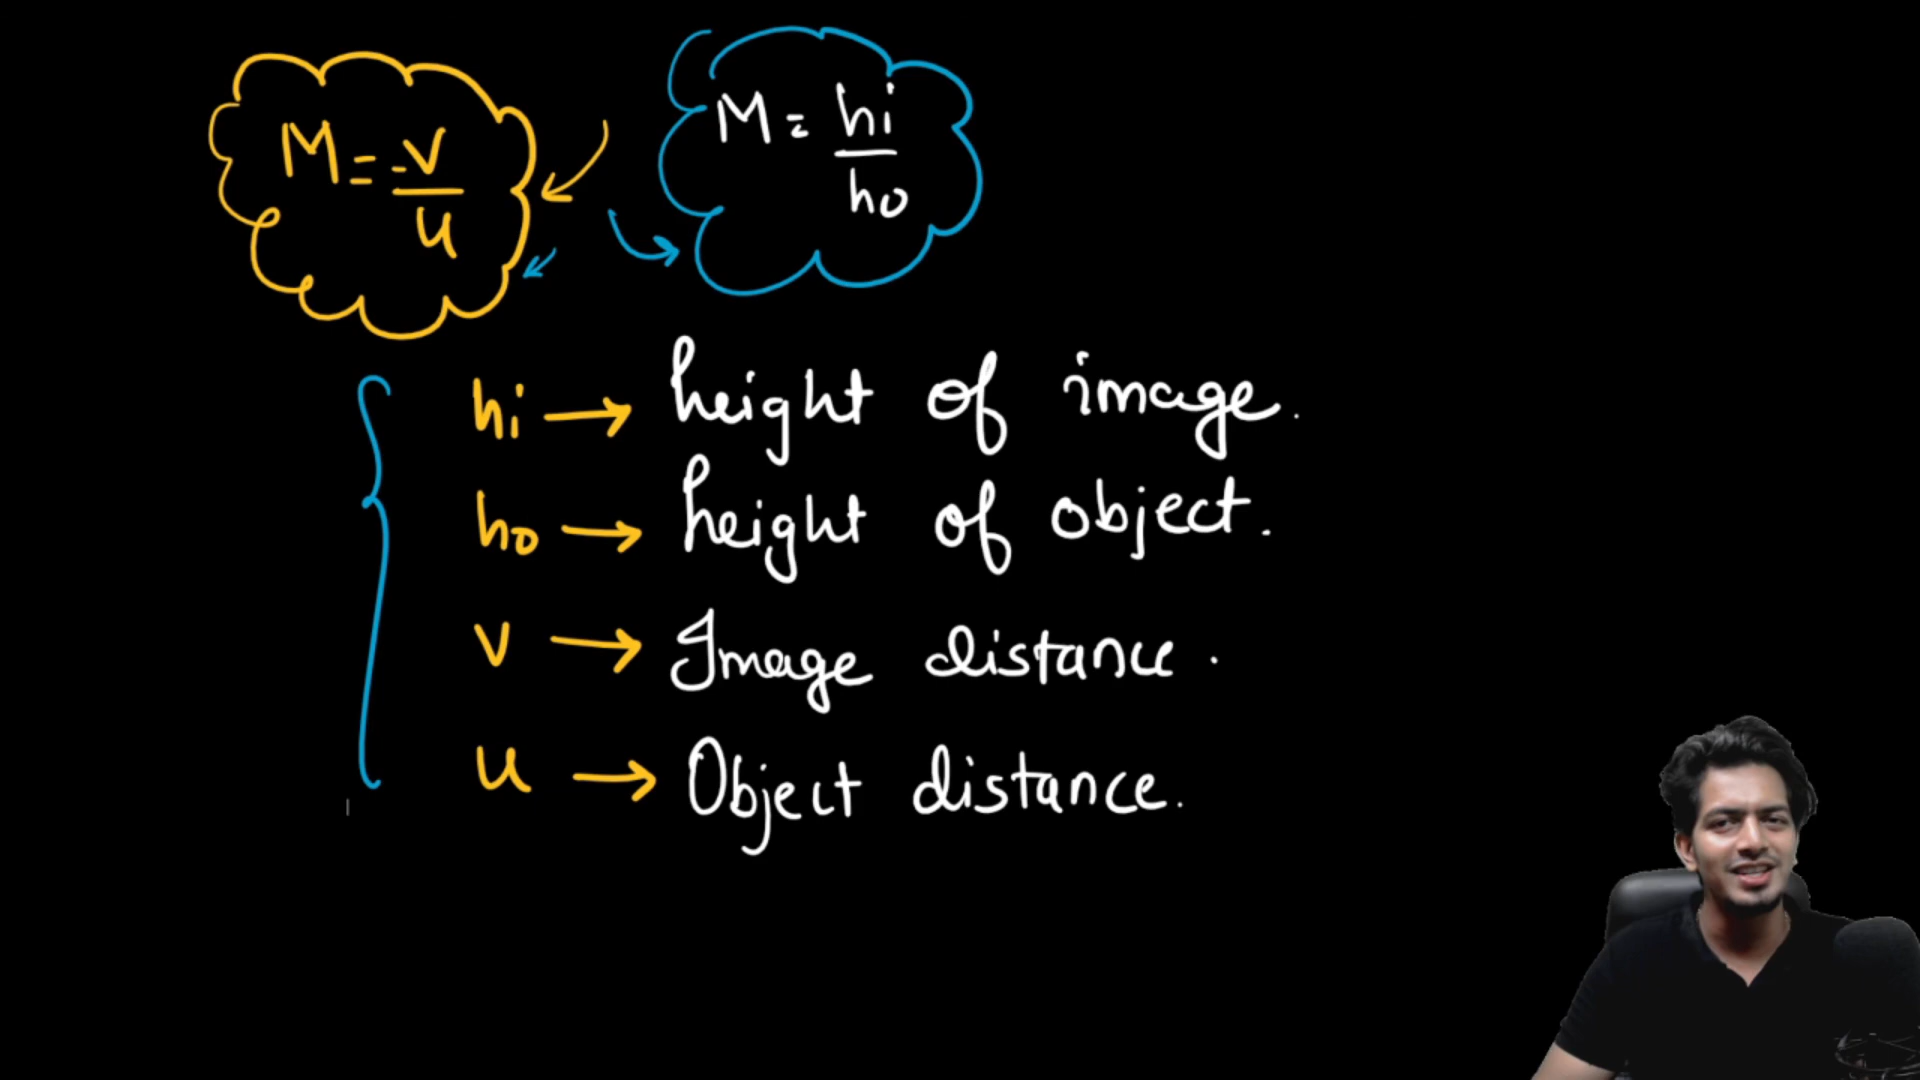 M = -v/u
M = hi/ho
hi → height of image.
ho → height of object.
v → Image distance.
u → Object distance.